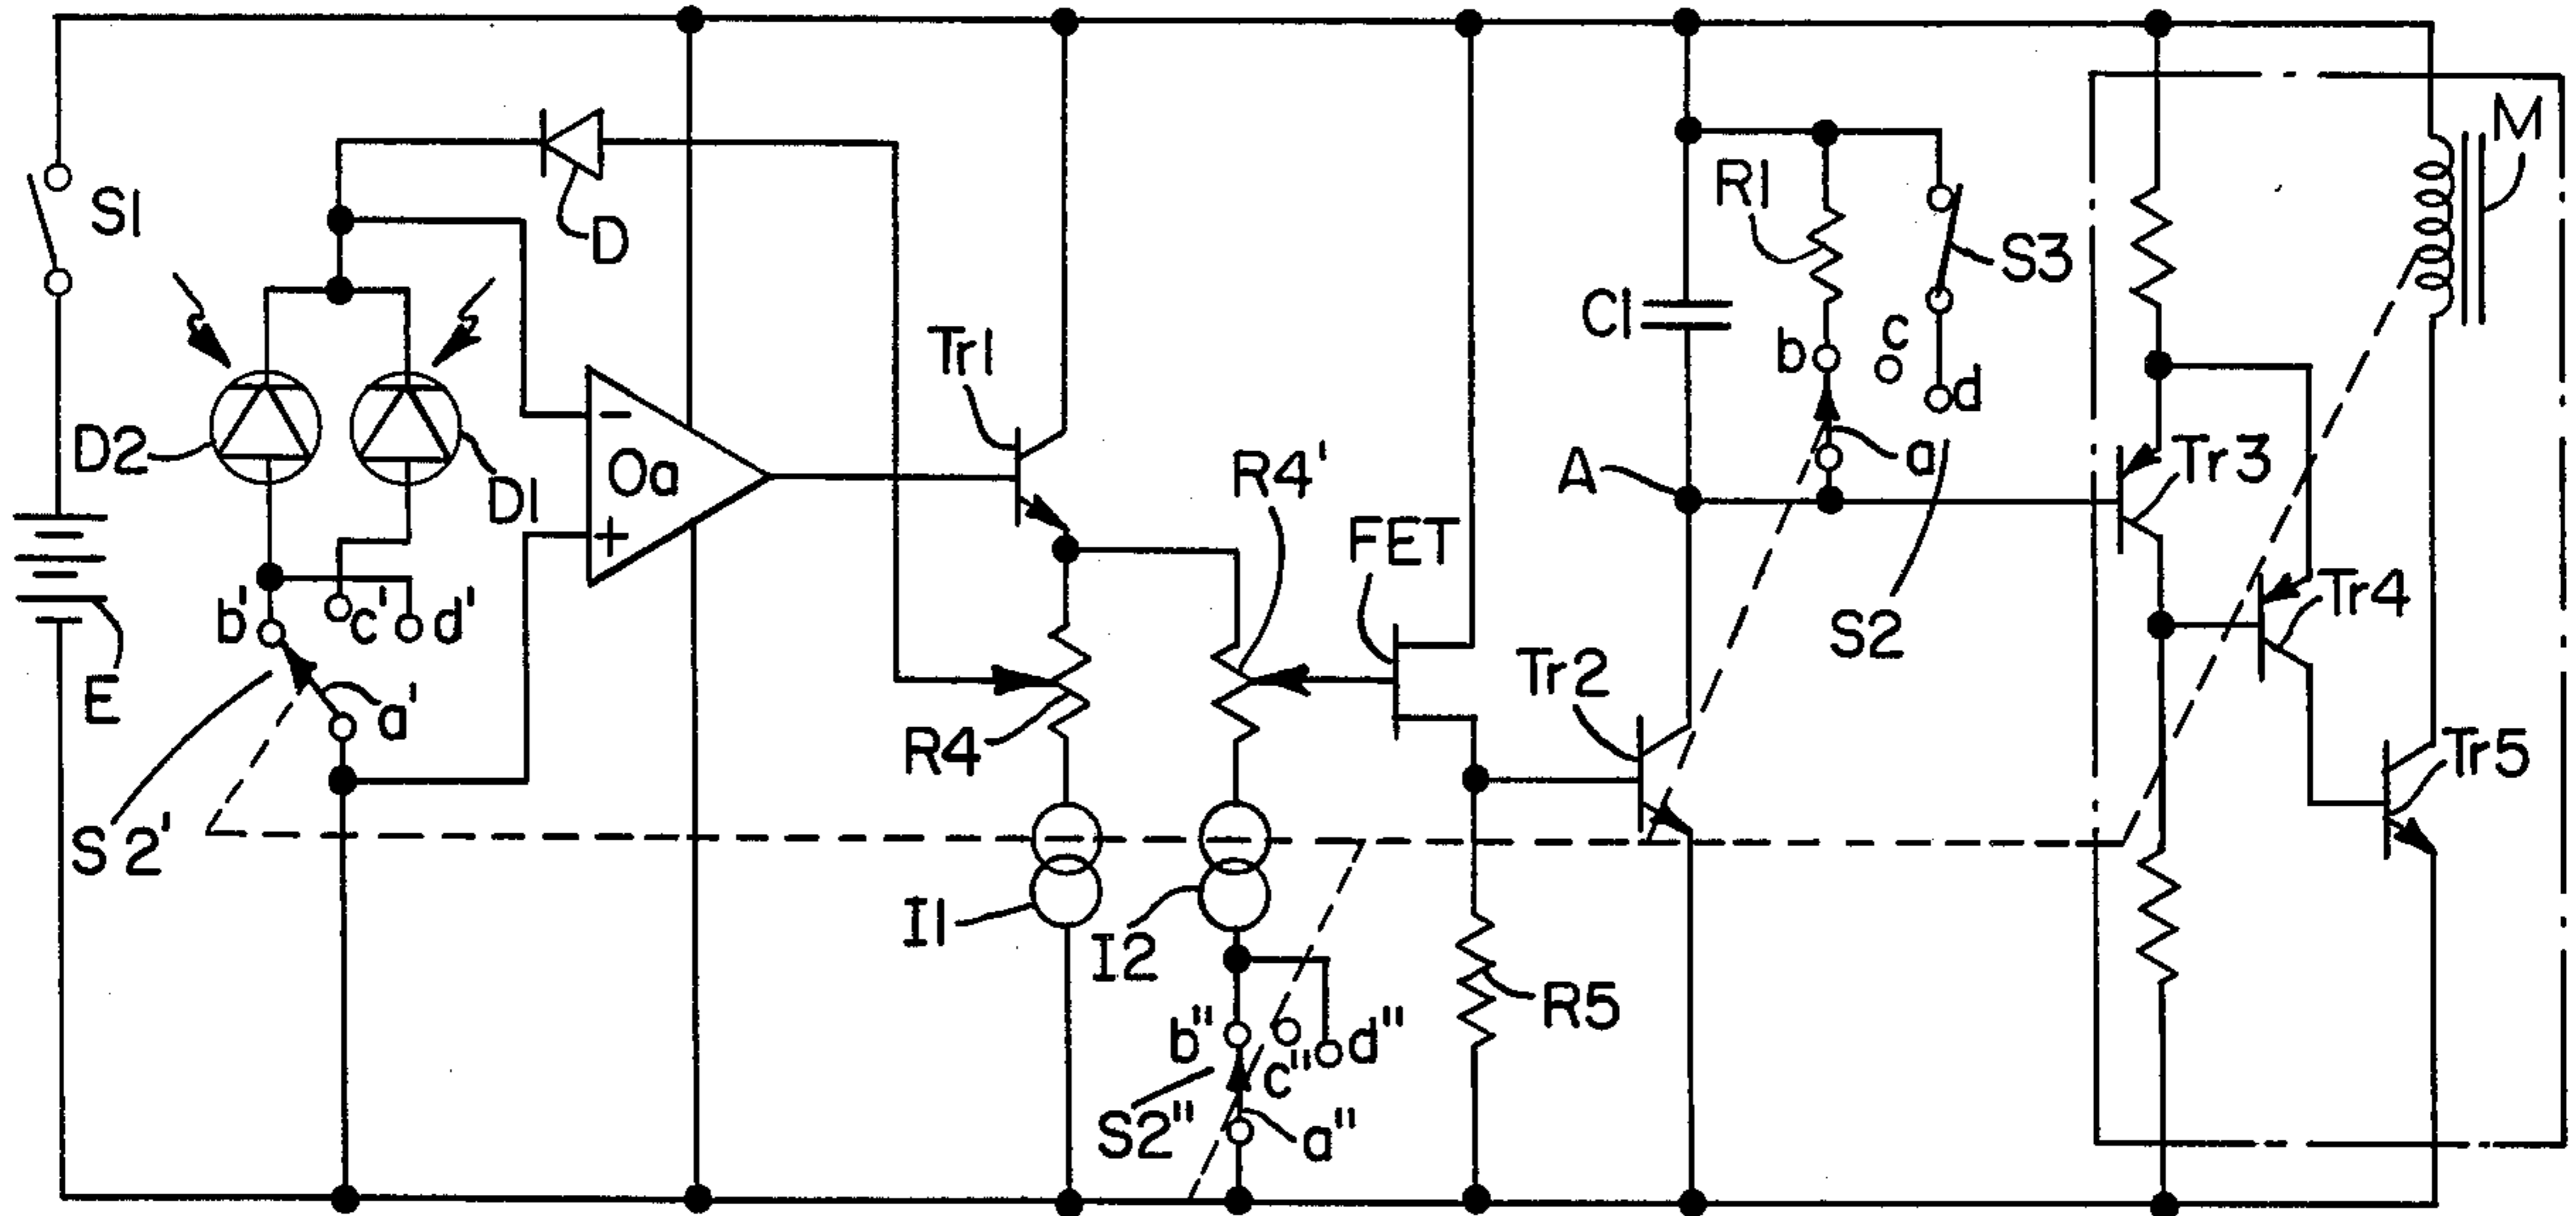 S1
D
M
R1
S3
C1
c
b
d
Tr1
D2
−
Oa
D1
+
R4'
a
A
Tr3
FET
b'
c'
d'
Tr4
S2
Tr2
E
a'
R4
Tr5
S2'
I1
I2
R5
b"
d"
c"
S2"
a"